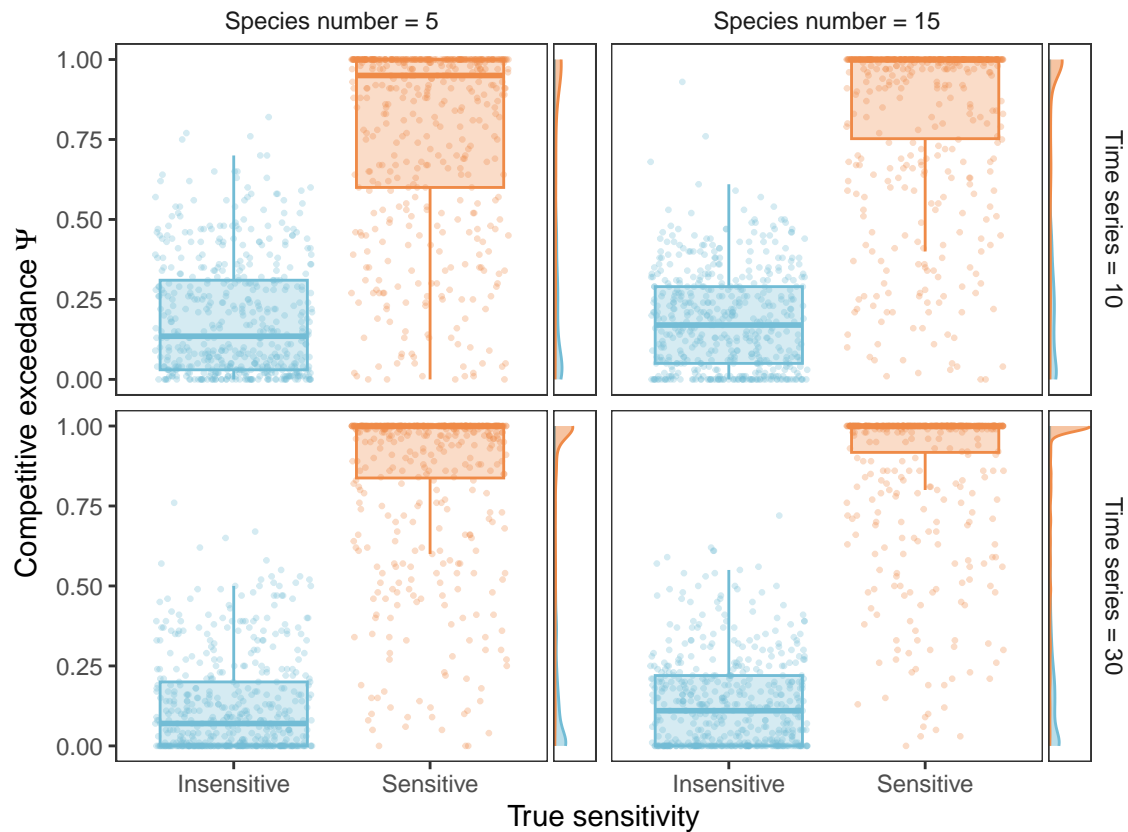 Species number = 5
Species number = 15
Competitive exceedance Ψ
1.00
0.75
0.50
0.25
0.00
Time series = 10
1.00
0.75
0.50
0.25
0.00
Time series = 30
Insensitive
Sensitive
Insensitive
Sensitive
True sensitivity